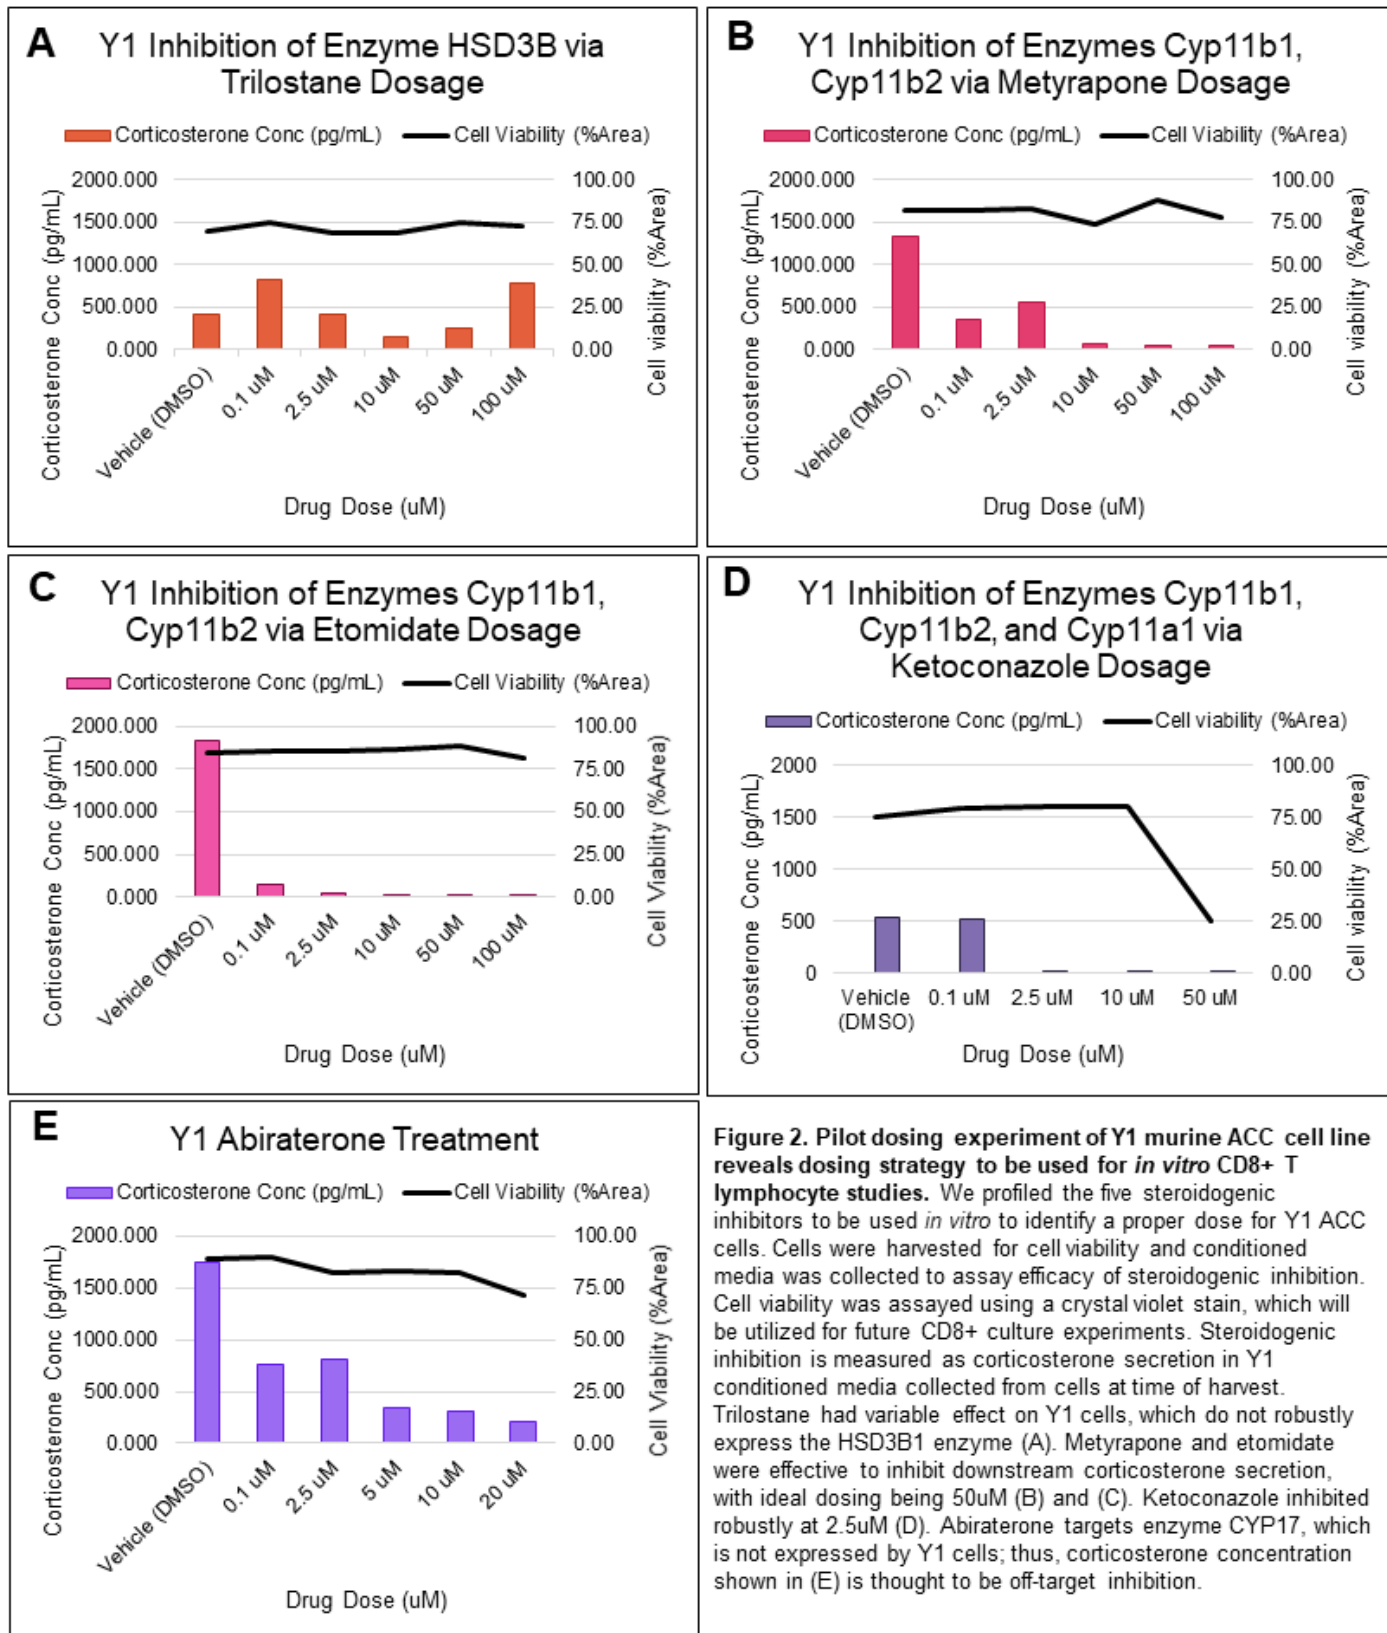 A
Y1 Inhibition of Enzyme HSD3B via
Trilostane Dosage
Corticosterone Conc (pg/mL)
Cell Viability (%Area)
Corticosterone Conc (pg/mL)
2000.000
1500.000
1000.000
500.000
0.000
100.00
75.00
50.00
25.00
0.00
Cell viability (%Area)
Vehicle (DMSO)
0.1 uM
2.5 uM
10 uM
50 uM
100 uM
Drug Dose (uM)
B
Y1 Inhibition of Enzymes Cyp11b1,
Cyp11b2 via Metyrapone Dosage
Corticosterone Conc (pg/mL)
Cell Viability (%Area)
Corticosterone Conc (pg/mL)
2000.000
1500.000
1000.000
500.000
0.000
100.00
75.00
50.00
25.00
0.00
Cell viability (%Area)
Vehicle (DMSO)
0.1 uM
2.5 uM
10 uM
50 uM
100 uM
Drug Dose (uM)
C
Y1 Inhibition of Enzymes Cyp11b1,
Cyp11b2 via Etomidate Dosage
Corticosterone Conc (pg/mL)
Cell Viability (%Area)
Corticosterone Conc (pg/mL)
2000.000
1500.000
1000.000
500.000
0.000
100.00
75.00
50.00
25.00
0.00
Cell Viability (%Area)
Vehicle (DMSO)
0.1 uM
2.5 uM
10 uM
50 uM
100 uM
Drug Dose (uM)
D
Y1 Inhibition of Enzymes Cyp11b1,
Cyp11b2, and Cyp11a1 via
Ketoconazole Dosage
Corticosterone Conc (pg/mL)
Cell viability (%Area)
Corticosterone Conc (pg/mL)
2000
1500
1000
500
0
100.00
75.00
50.00
25.00
0.00
Cell viability (%Area)
Vehicle
(DMSO)
0.1 uM
2.5 uM
10 uM
50 uM
Drug Dose (uM)
E
Y1 Abiraterone Treatment
Corticosterone Conc (pg/mL)
Cell Viability (%Area)
Corticosterone Conc (pg/mL)
2000.000
1500.000
1000.000
500.000
0.000
100.00
75.00
50.00
25.00
0.00
Cell Viability (%Area)
Vehicle (DMSO)
0.1 uM
2.5 uM
5 uM
10 uM
20 uM
Drug Dose (uM)
Figure 2. Pilot dosing experiment of Y1 murine ACC cell line
reveals dosing strategy to be used for in vitro CD8+ T
lymphocyte studies. We profiled the five steroidogenic
inhibitors to be used in vitro to identify a proper dose for Y1 ACC
cells. Cells were harvested for cell viability and conditioned
media was collected to assay efficacy of steroidogenic inhibition.
Cell viability was assayed using a crystal violet stain, which will
be utilized for future CD8+ culture experiments. Steroidogenic
inhibition is measured as corticosterone secretion in Y1
conditioned media collected from cells at time of harvest.
Trilostane had variable effect on Y1 cells, which do not robustly
express the HSD3B1 enzyme (A). Metyrapone and etomidate
were effective to inhibit downstream corticosterone secretion,
with ideal dosing being 50uM (B) and (C). Ketoconazole inhibited
robustly at 2.5uM (D). Abiraterone targets enzyme CYP17, which
is not expressed by Y1 cells; thus, corticosterone concentration
shown in (E) is thought to be off-target inhibition.